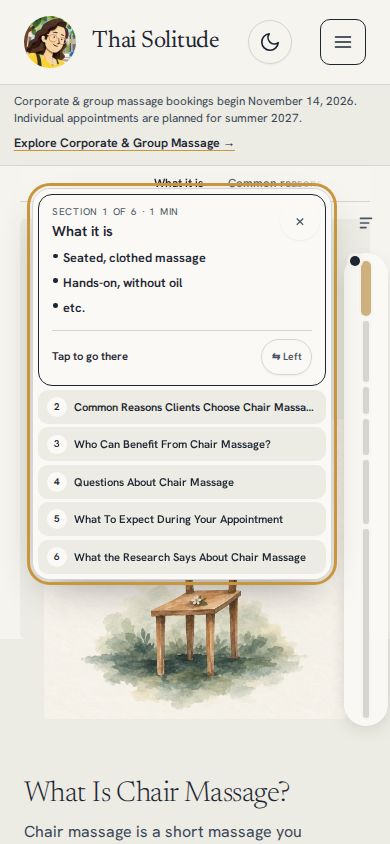 Thai Solitude
Corporate & group massage bookings begin November 14, 2026.
Individual appointments are planned for summer 2027.
Explore Corporate & Group Massage →
What it is Common reasons
SECTION 1 OF 6 · 1 MIN
×
What it is
• Seated, clothed massage
• Hands-on, without oil
• etc.
Tap to go there
⇆ Left
2 Common Reasons Clients Choose Chair Massa...
3 Who Can Benefit From Chair Massage?
4 Questions About Chair Massage
5 What To Expect During Your Appointment
6 What the Research Says About Chair Massage
What Is Chair Massage?
Chair massage is a short massage you